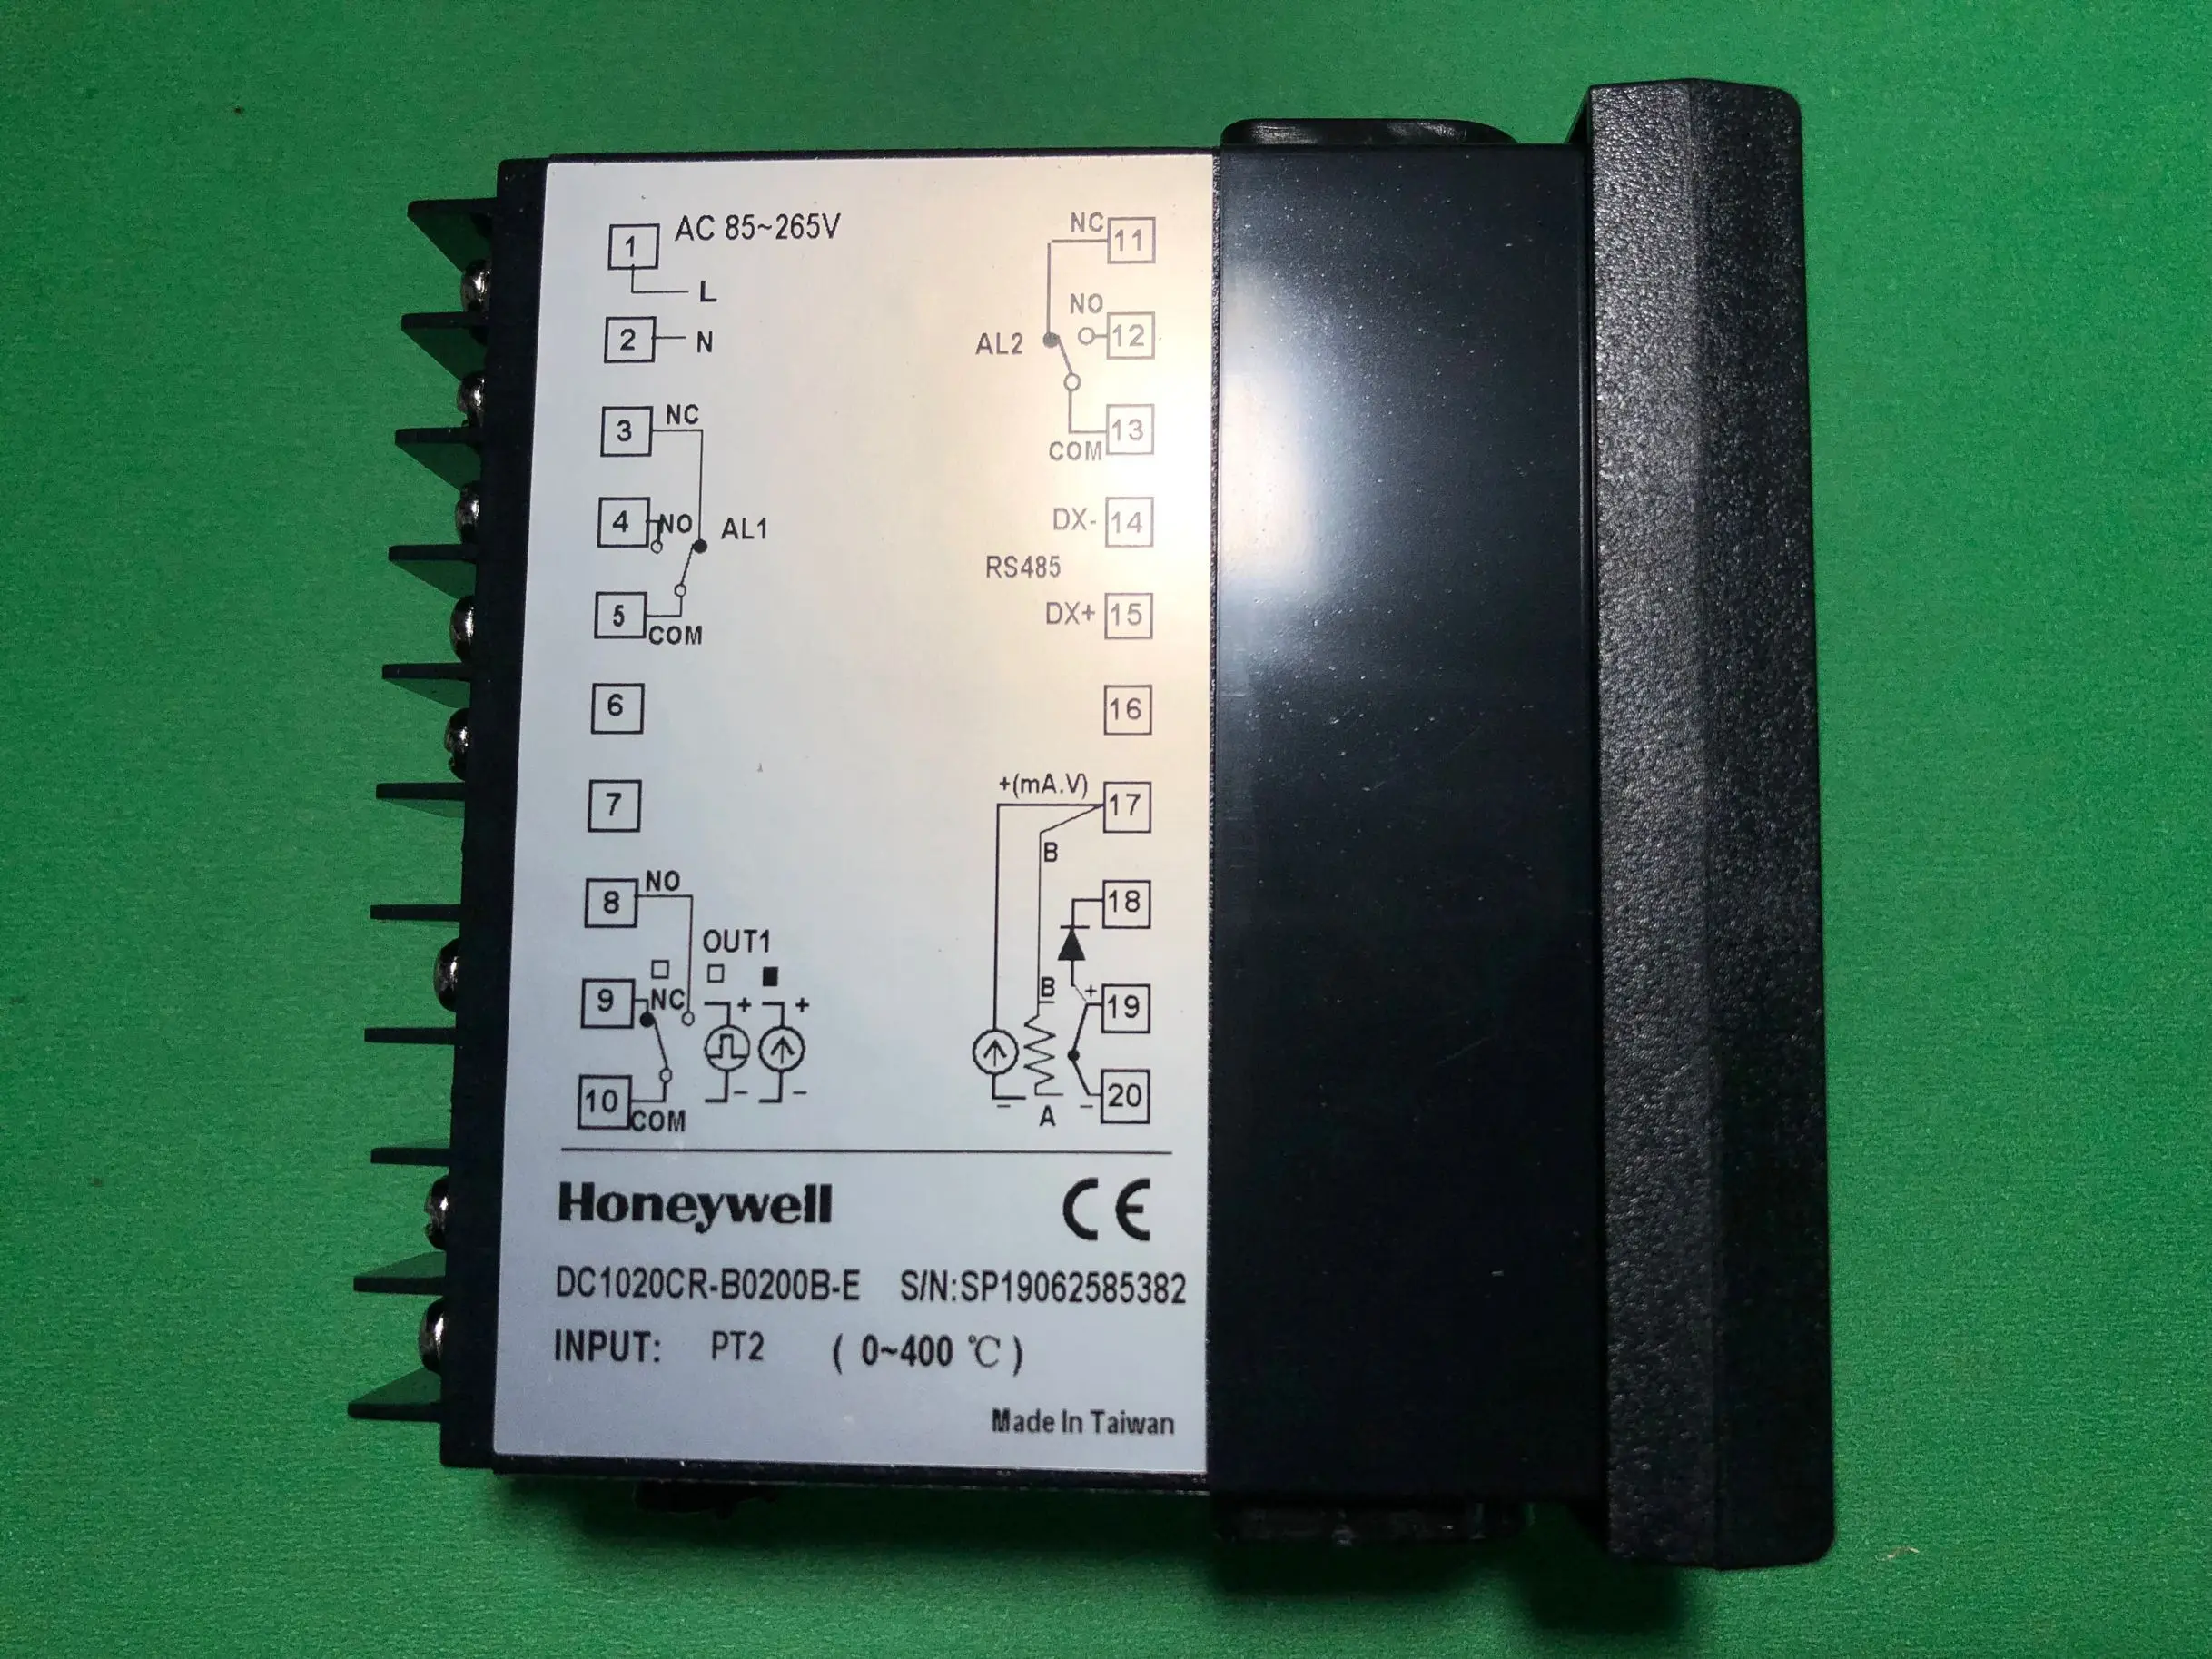 1 AC 85~265V
L
2 N
3 NC
4 NO AL1
5 COM
6
7
8 NO
OUT1
9 NC + +
10 COM - -
NC 11
NO 12
AL2
COM 13
DX- 14
RS485
DX+ 15
16
+(mA.V) 17
B
18
B + 19
- A - 20
Honeywell CE
DC1020CR-B0200B-E S/N:SP19062585382
INPUT: PT2 ( 0~400 ℃ )
Made In Taiwan